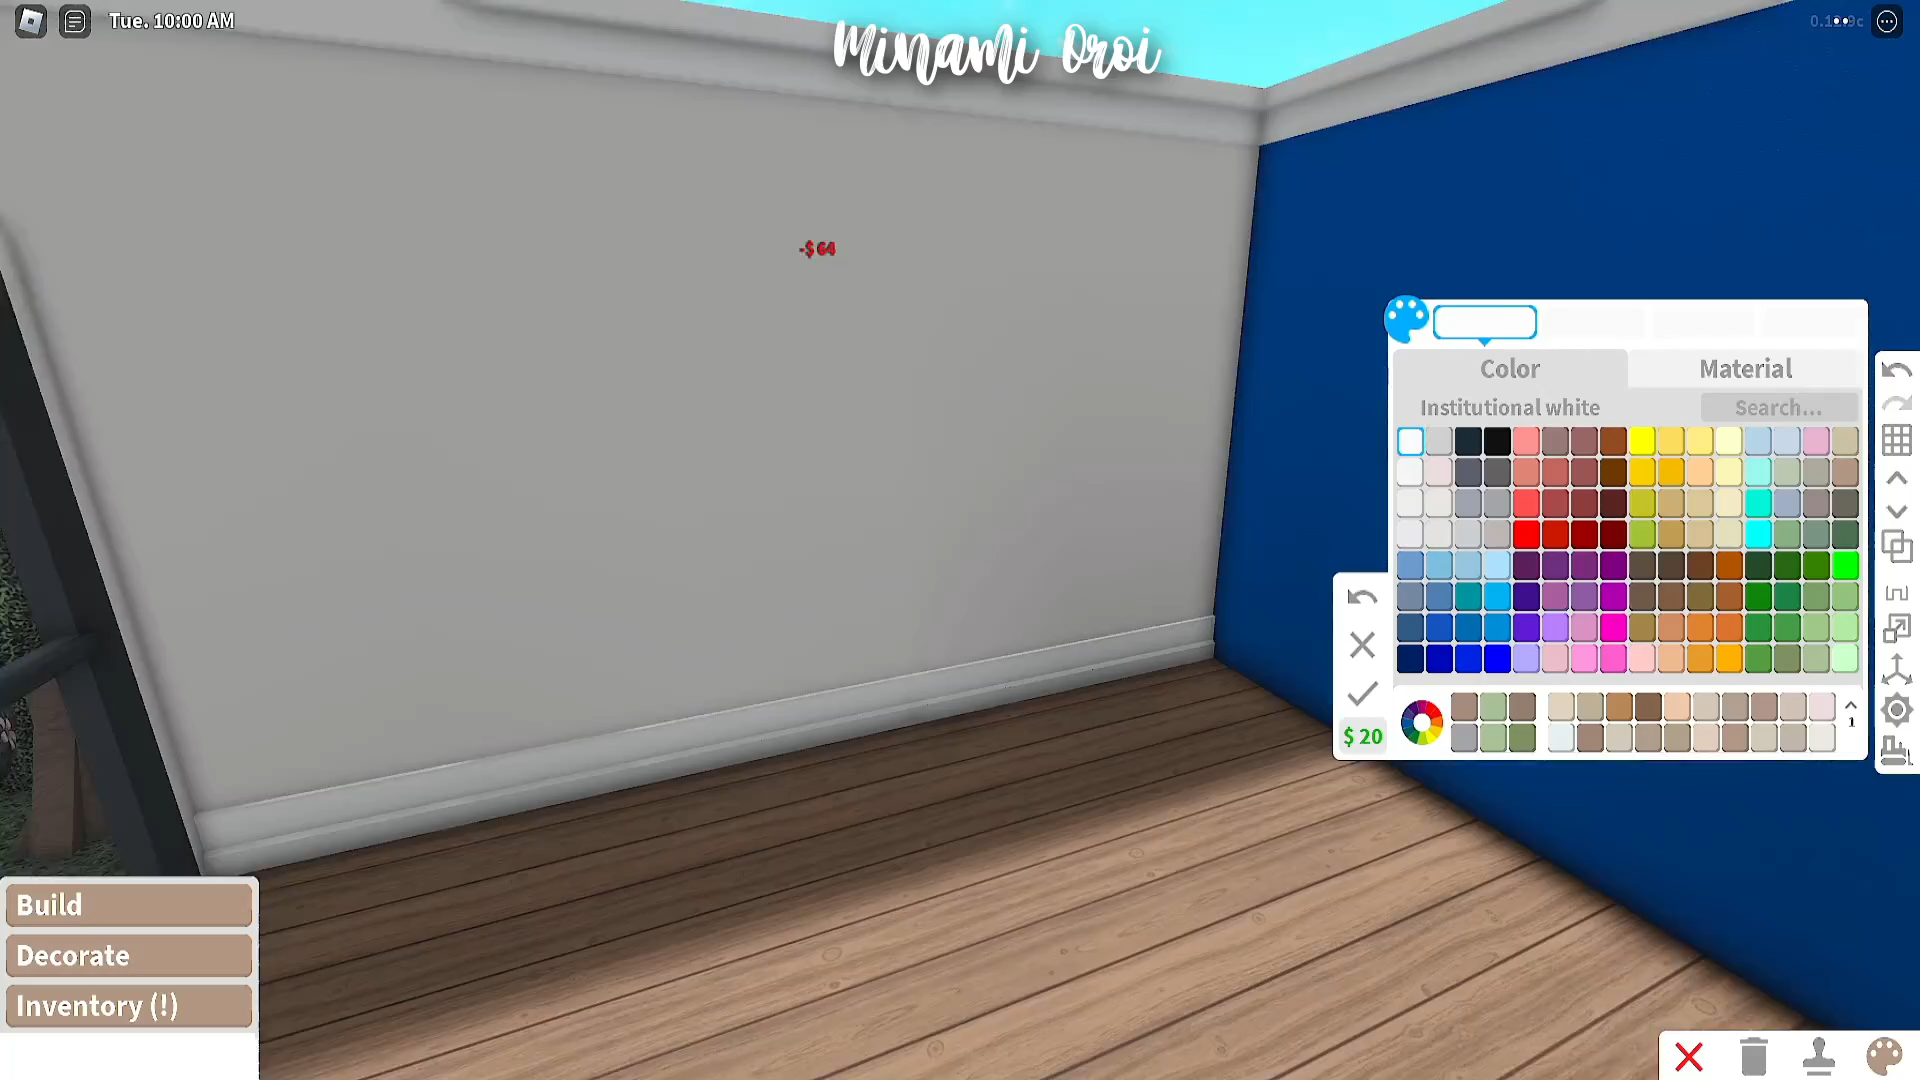 Tue. 10:00 AM
Minami Oroi
-$64
Color
Material
Institutional white
Search...
$ 20
1
Build
Decorate
Inventory (!)